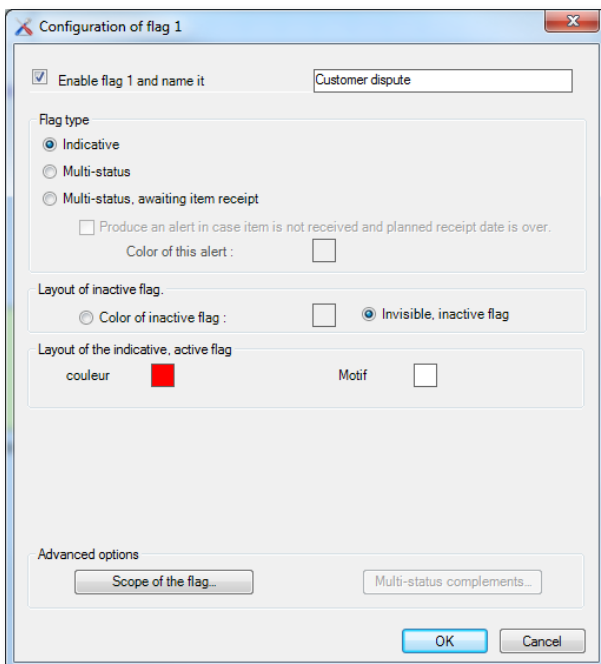 Configuration of flag 1
Enable flag 1 and name it Customer dispute
Flag type
Indicative
Multi-status
Multi-status, awaiting item receipt
Produce an alert in case item is not received and planned receipt date is over.
Color of this alert :
Layout of inactive flag.
Color of inactive flag : Invisible, inactive flag
Layout of the indicative, active flag
couleur Motif
Advanced options
Scope of the flag... Multi-status complements...
OK Cancel